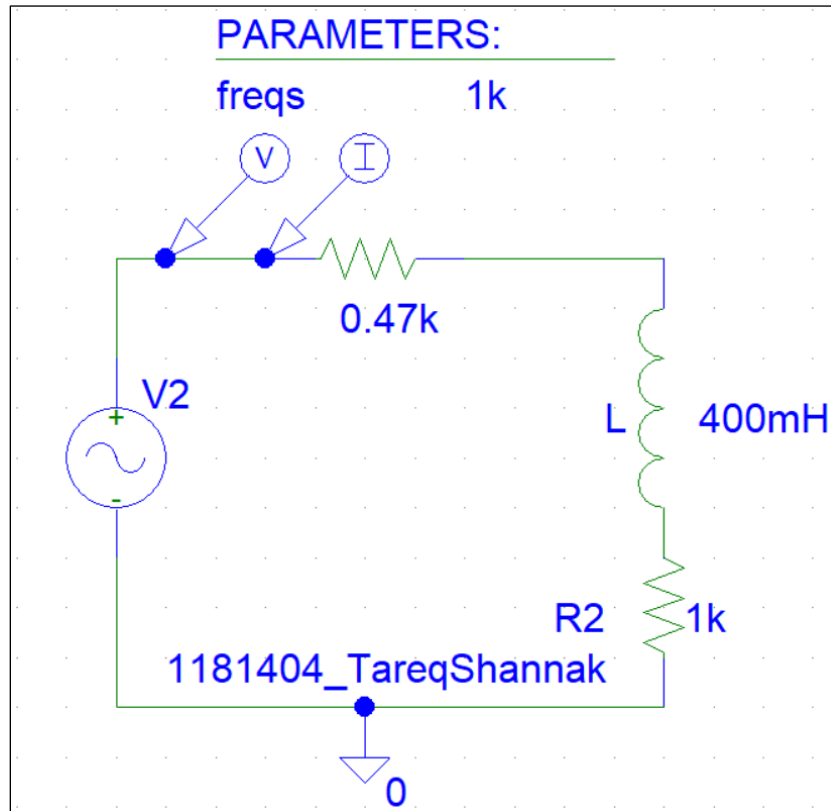 PARAMETERS:
freqs 1k
V I
0.47k
V2
+
-
L 400mH
R2 1k
1181404_TareqShannak
0